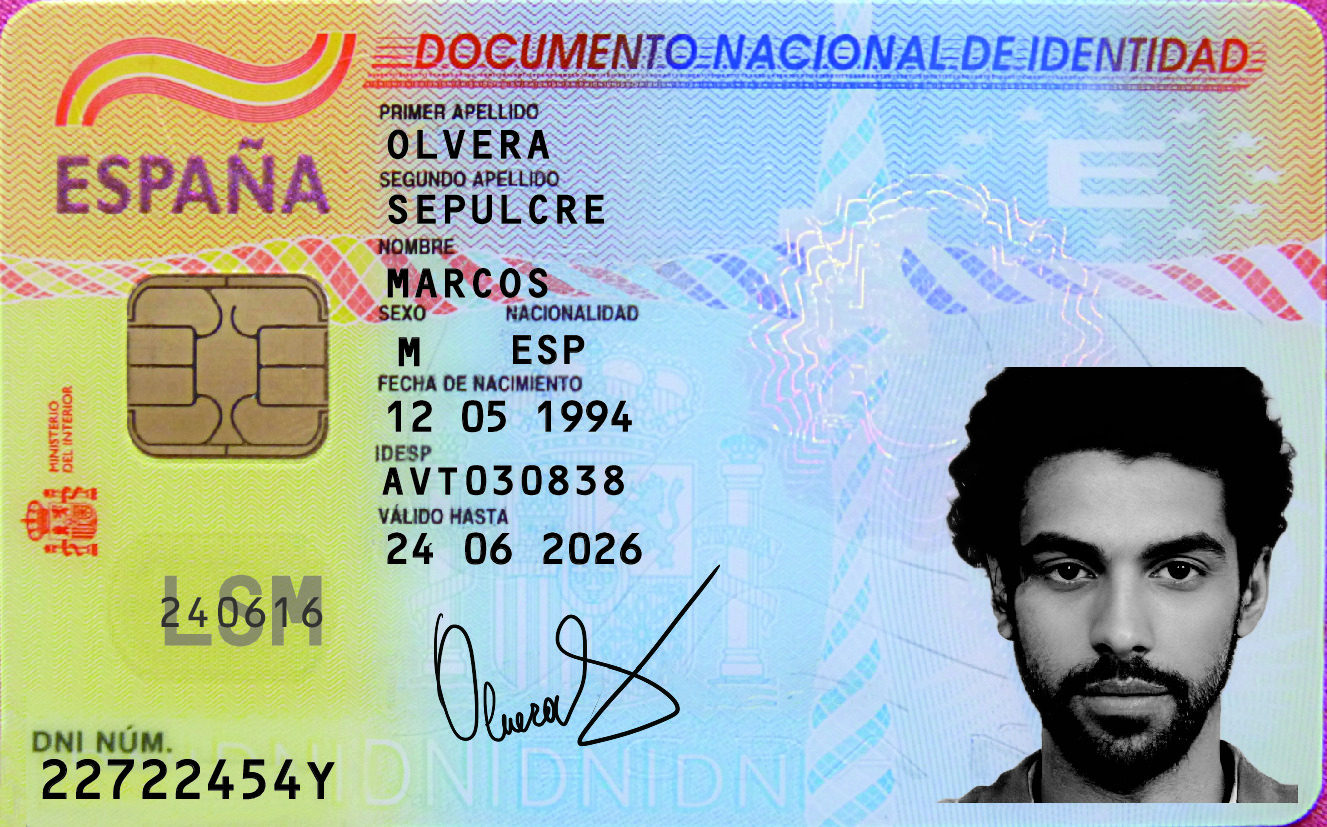 DOCUMENTO NACIONAL DE IDENTIDAD
ESPAÑA
PRIMER APELLIDO
OLVERA
SEGUNDO APELLIDO
SEPULCRE
NOMBRE
MARCOS
SEXO NACIONALIDAD
M ESP
FECHA DE NACIMIENTO
12 05 1994
IDESP
AVT030838
VÁLIDO HASTA
24 06 2026
MINISTERIO
DEL INTERIOR
E
LSM
240616
Olvera
DNI NÚM.
22722454Y
DNIDNIDNIDNI